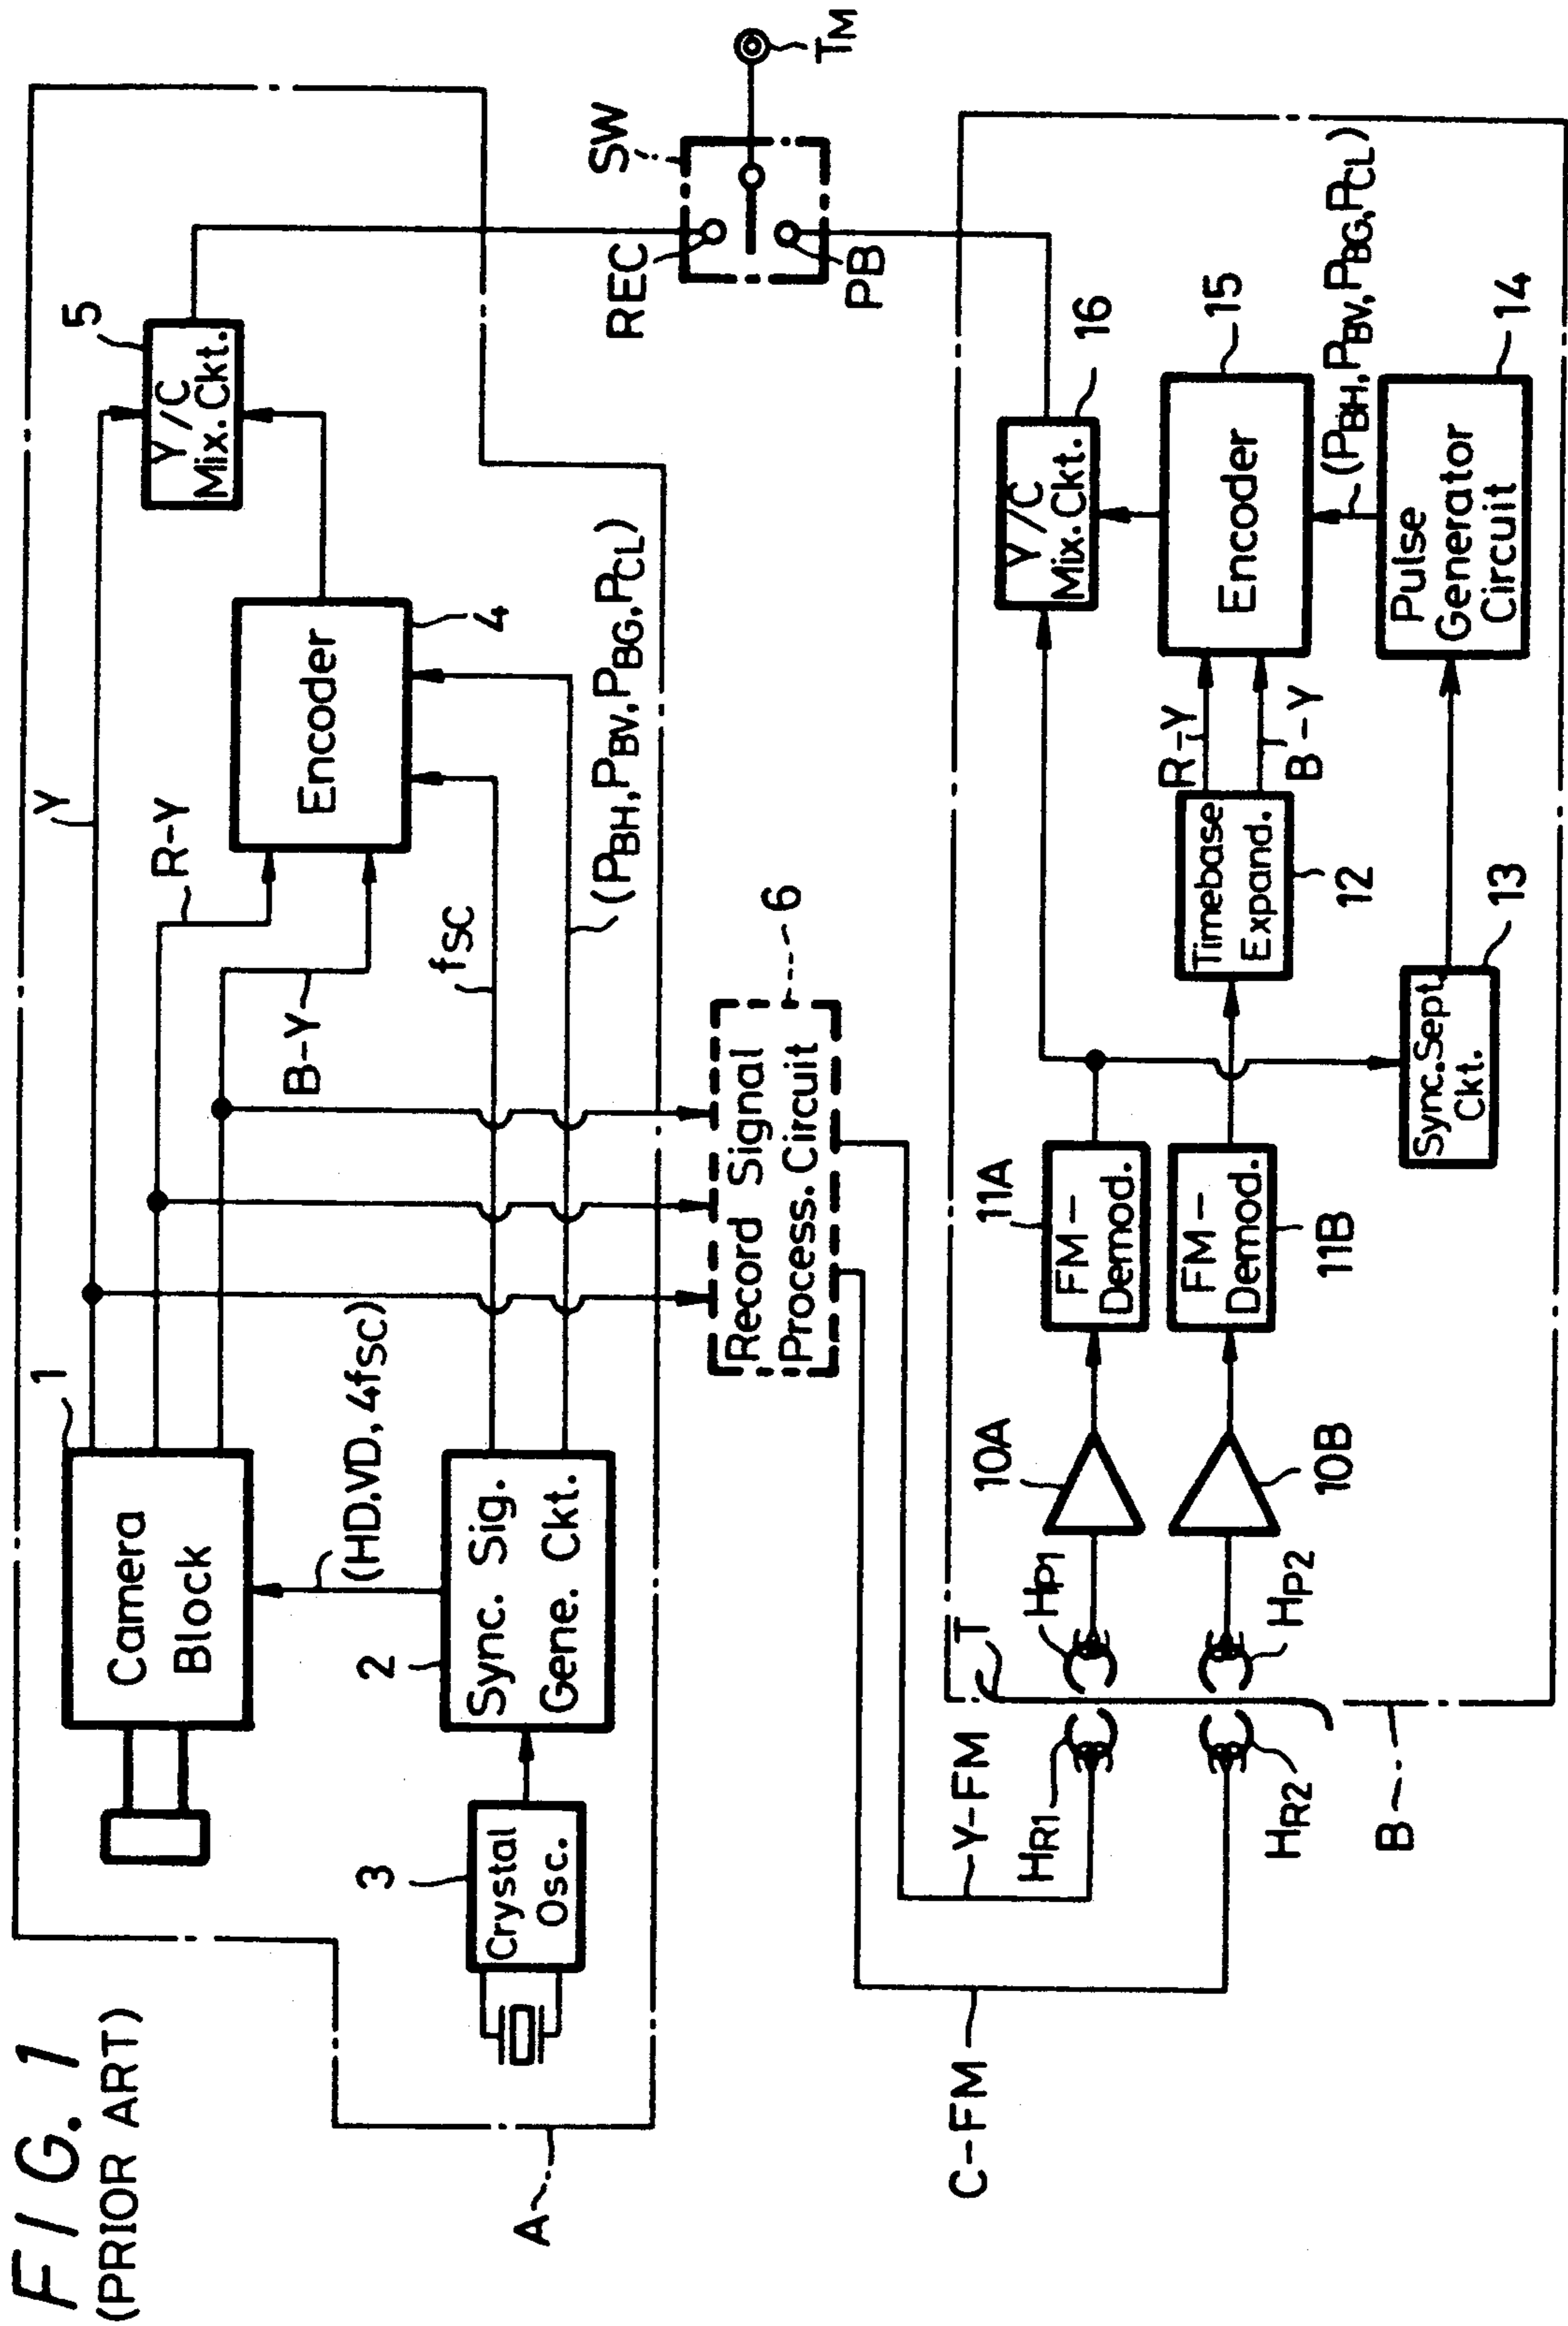 FIG. 1
(PRIOR ART)
1
Camera
Block
Y
R-Y
B-Y
5
Y/C
Mix. Ckt.
(HD.VD, 4fSC)
2
Sync. Sig.
Gene. Ckt.
3
Crystal
Osc.
fSC
Encoder
4
(PBH, PBV, PBG, PCL)
A
SW
REC
PB
TM
Record Signal
Process. Circuit
6
C-FM
Y-FM
HR1
HR2
T
HP1
HP2
10A
10B
11A
FM-
Demod.
FM-
Demod.
11B
Timebase
Expand.
12
R-Y
B-Y
Y/C
Mix. Ckt.
16
Encoder
15
(PBH, PBV, PBG, PCL)
Sync. Sept.
Ckt.
13
Pulse
Generator
Circuit
14
B